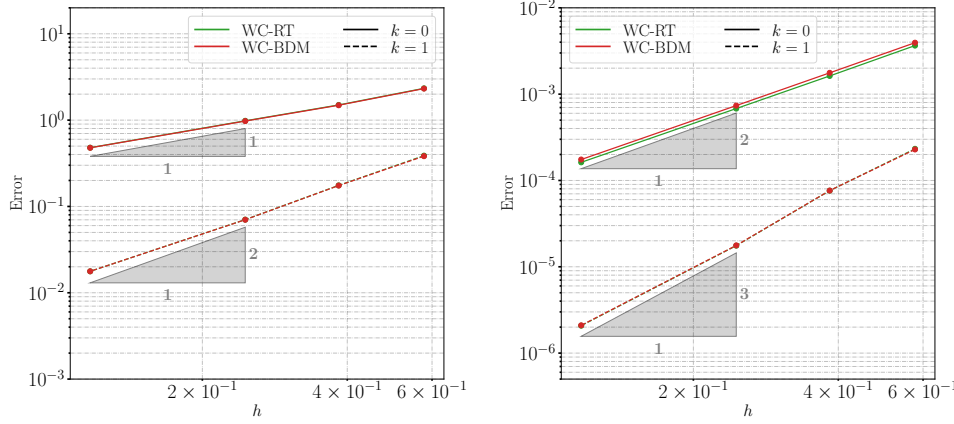 WC-RT
WC-BDM
k = 0
k = 1
10^1
10^0
10^{-1}
10^{-2}
10^{-3}
Error
1
1
2
1
2 × 10^{-1}
4 × 10^{-1}
6 × 10^{-1}
h
WC-RT
WC-BDM
k = 0
k = 1
10^{-2}
10^{-3}
10^{-4}
10^{-5}
10^{-6}
Error
2
1
3
1
2 × 10^{-1}
4 × 10^{-1}
6 × 10^{-1}
h